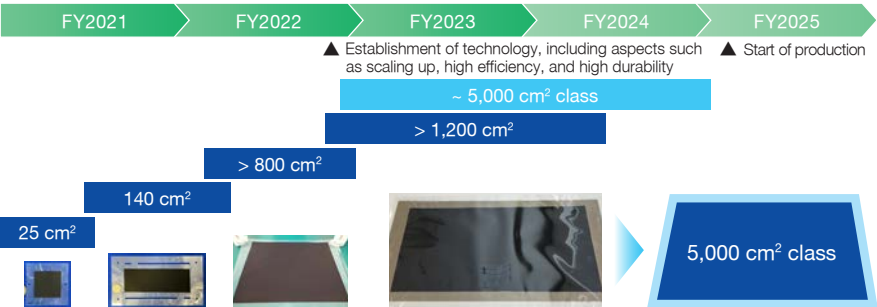 FY2021 FY2022 FY2023 FY2024 FY2025
▲ Establishment of technology, including aspects such
as scaling up, high efficiency, and high durability
▲ Start of production
~ 5,000 cm² class
> 1,200 cm²
> 800 cm²
140 cm²
25 cm²
5,000 cm² class